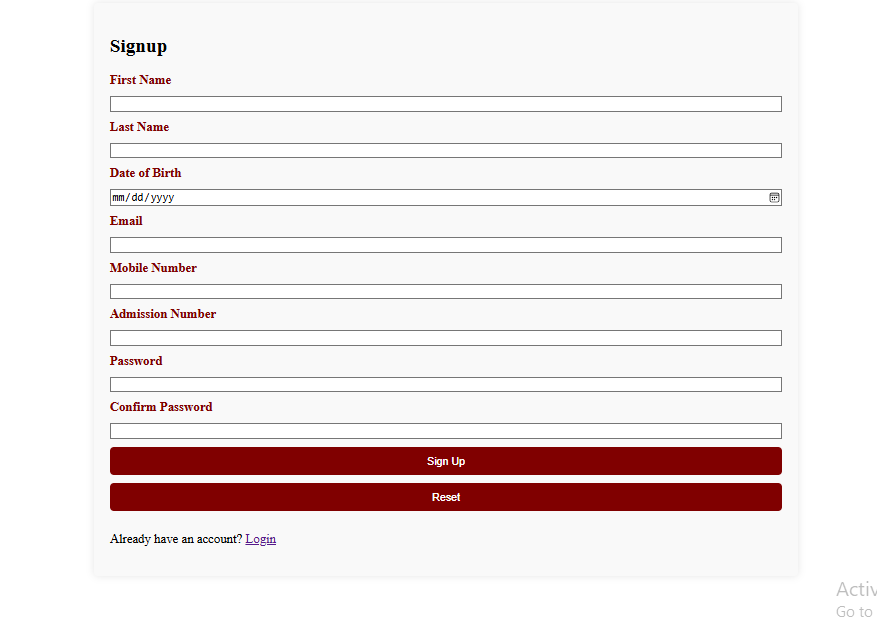 Signup
First Name
Last Name
Date of Birth
mm/dd/yyyy
Email
Mobile Number
Admission Number
Password
Confirm Password
Sign Up
Reset
Already have an account? Login
Activ
Go to